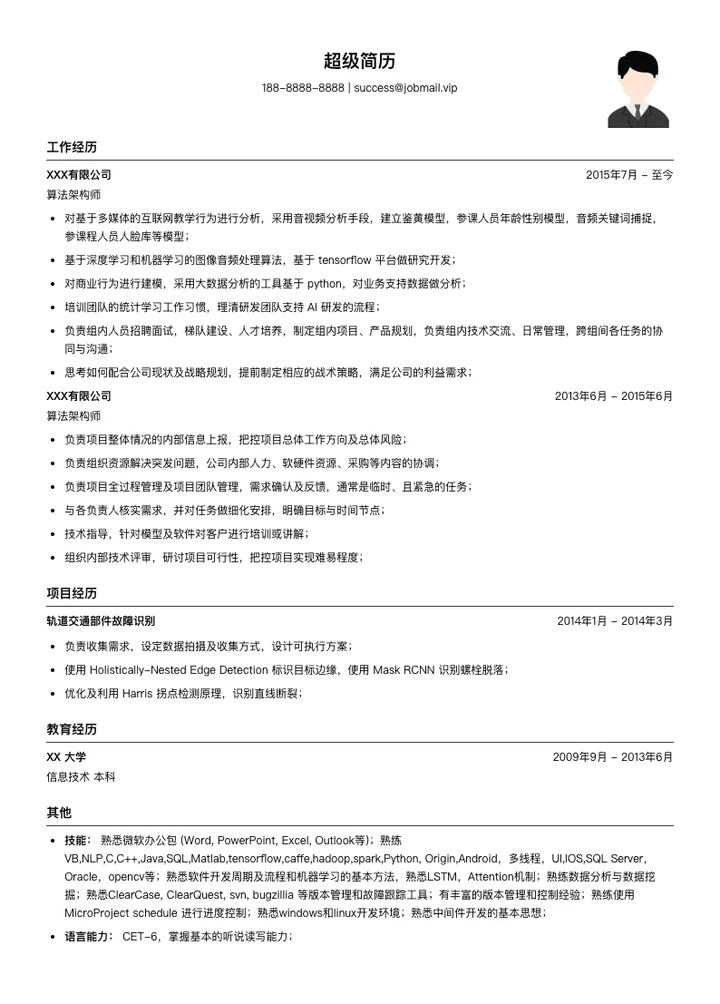 超级简历
188-8888-8888 | success@jobmail.vip
工作经历
XXX有限公司 2015年7月 - 至今
算法架构师
• 对基于多媒体的互联网教学行为进行分析，采用音视频分析手段，建立鉴黄模型，参课人员年龄性别模型，音频关键词捕捉，
参课程人员人脸库等模型；
• 基于深度学习和机器学习的图像音频处理算法，基于 tensorflow 平台做研究开发；
• 对商业行为进行建模，采用大数据分析的工具基于 python，对业务支持数据做分析；
• 培训团队的统计学习工作习惯，理清研发团队支持 AI 研发的流程；
• 负责组内人员招聘面试，梯队建设、人才培养，制定组内项目、产品规划，负责组内技术交流、日常管理，跨组间各任务的协
同与沟通；
• 思考如何配合公司现状及战略规划，提前制定相应的战术策略，满足公司的利益需求；
XXX有限公司 2013年6月 - 2015年6月
算法架构师
• 负责项目整体情况的内部信息上报，把控项目总体工作方向及总体风险；
• 负责组织资源解决突发问题，公司内部人力、软硬件资源、采购等内容的协调；
• 负责项目全过程管理及项目团队管理，需求确认及反馈，通常是临时、且紧急的任务；
• 与各负责人核实需求，并对任务做细化安排，明确目标与时间节点；
• 技术指导，针对模型及软件对客户进行培训或讲解；
• 组织内部技术评审，研讨项目可行性，把控项目实现难易程度；
项目经历
轨道交通部件故障识别 2014年1月 - 2014年3月
• 负责收集需求，设定数据拍摄及收集方式，设计可执行方案；
• 使用 Holistically-Nested Edge Detection 标识目标边缘，使用 Mask RCNN 识别螺栓脱落；
• 优化及利用 Harris 拐点检测原理，识别直线断裂；
教育经历
XX 大学 2009年9月 - 2013年6月
信息技术 本科
其他
• 技能： 熟悉微软办公包 (Word, PowerPoint, Excel, Outlook等)；熟练
VB,NLP,C,C++,Java,SQL,Matlab,tensorflow,caffe,hadoop,spark,Python, Origin,Android，多线程，UI,IOS,SQL Server，
Oracle，opencv等；熟悉软件开发周期及流程和机器学习的基本方法，熟悉LSTM，Attention机制；熟练数据分析与数据挖
掘；熟悉ClearCase, ClearQuest, svn, bugzillia 等版本管理和故障跟踪工具；有丰富的版本管理和控制经验；熟练使用
MicroProject schedule 进行进度控制；熟悉windows和linux开发环境；熟悉中间件开发的基本思想；
• 语言能力： CET-6，掌握基本的听说读写能力；